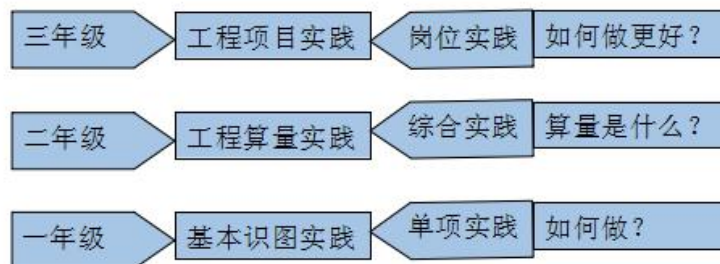 三年级 工程项目实践 岗位实践 如何做更好？
二年级 工程算量实践 综合实践 算量是什么？
一年级 基本识图实践 单项实践 如何做？